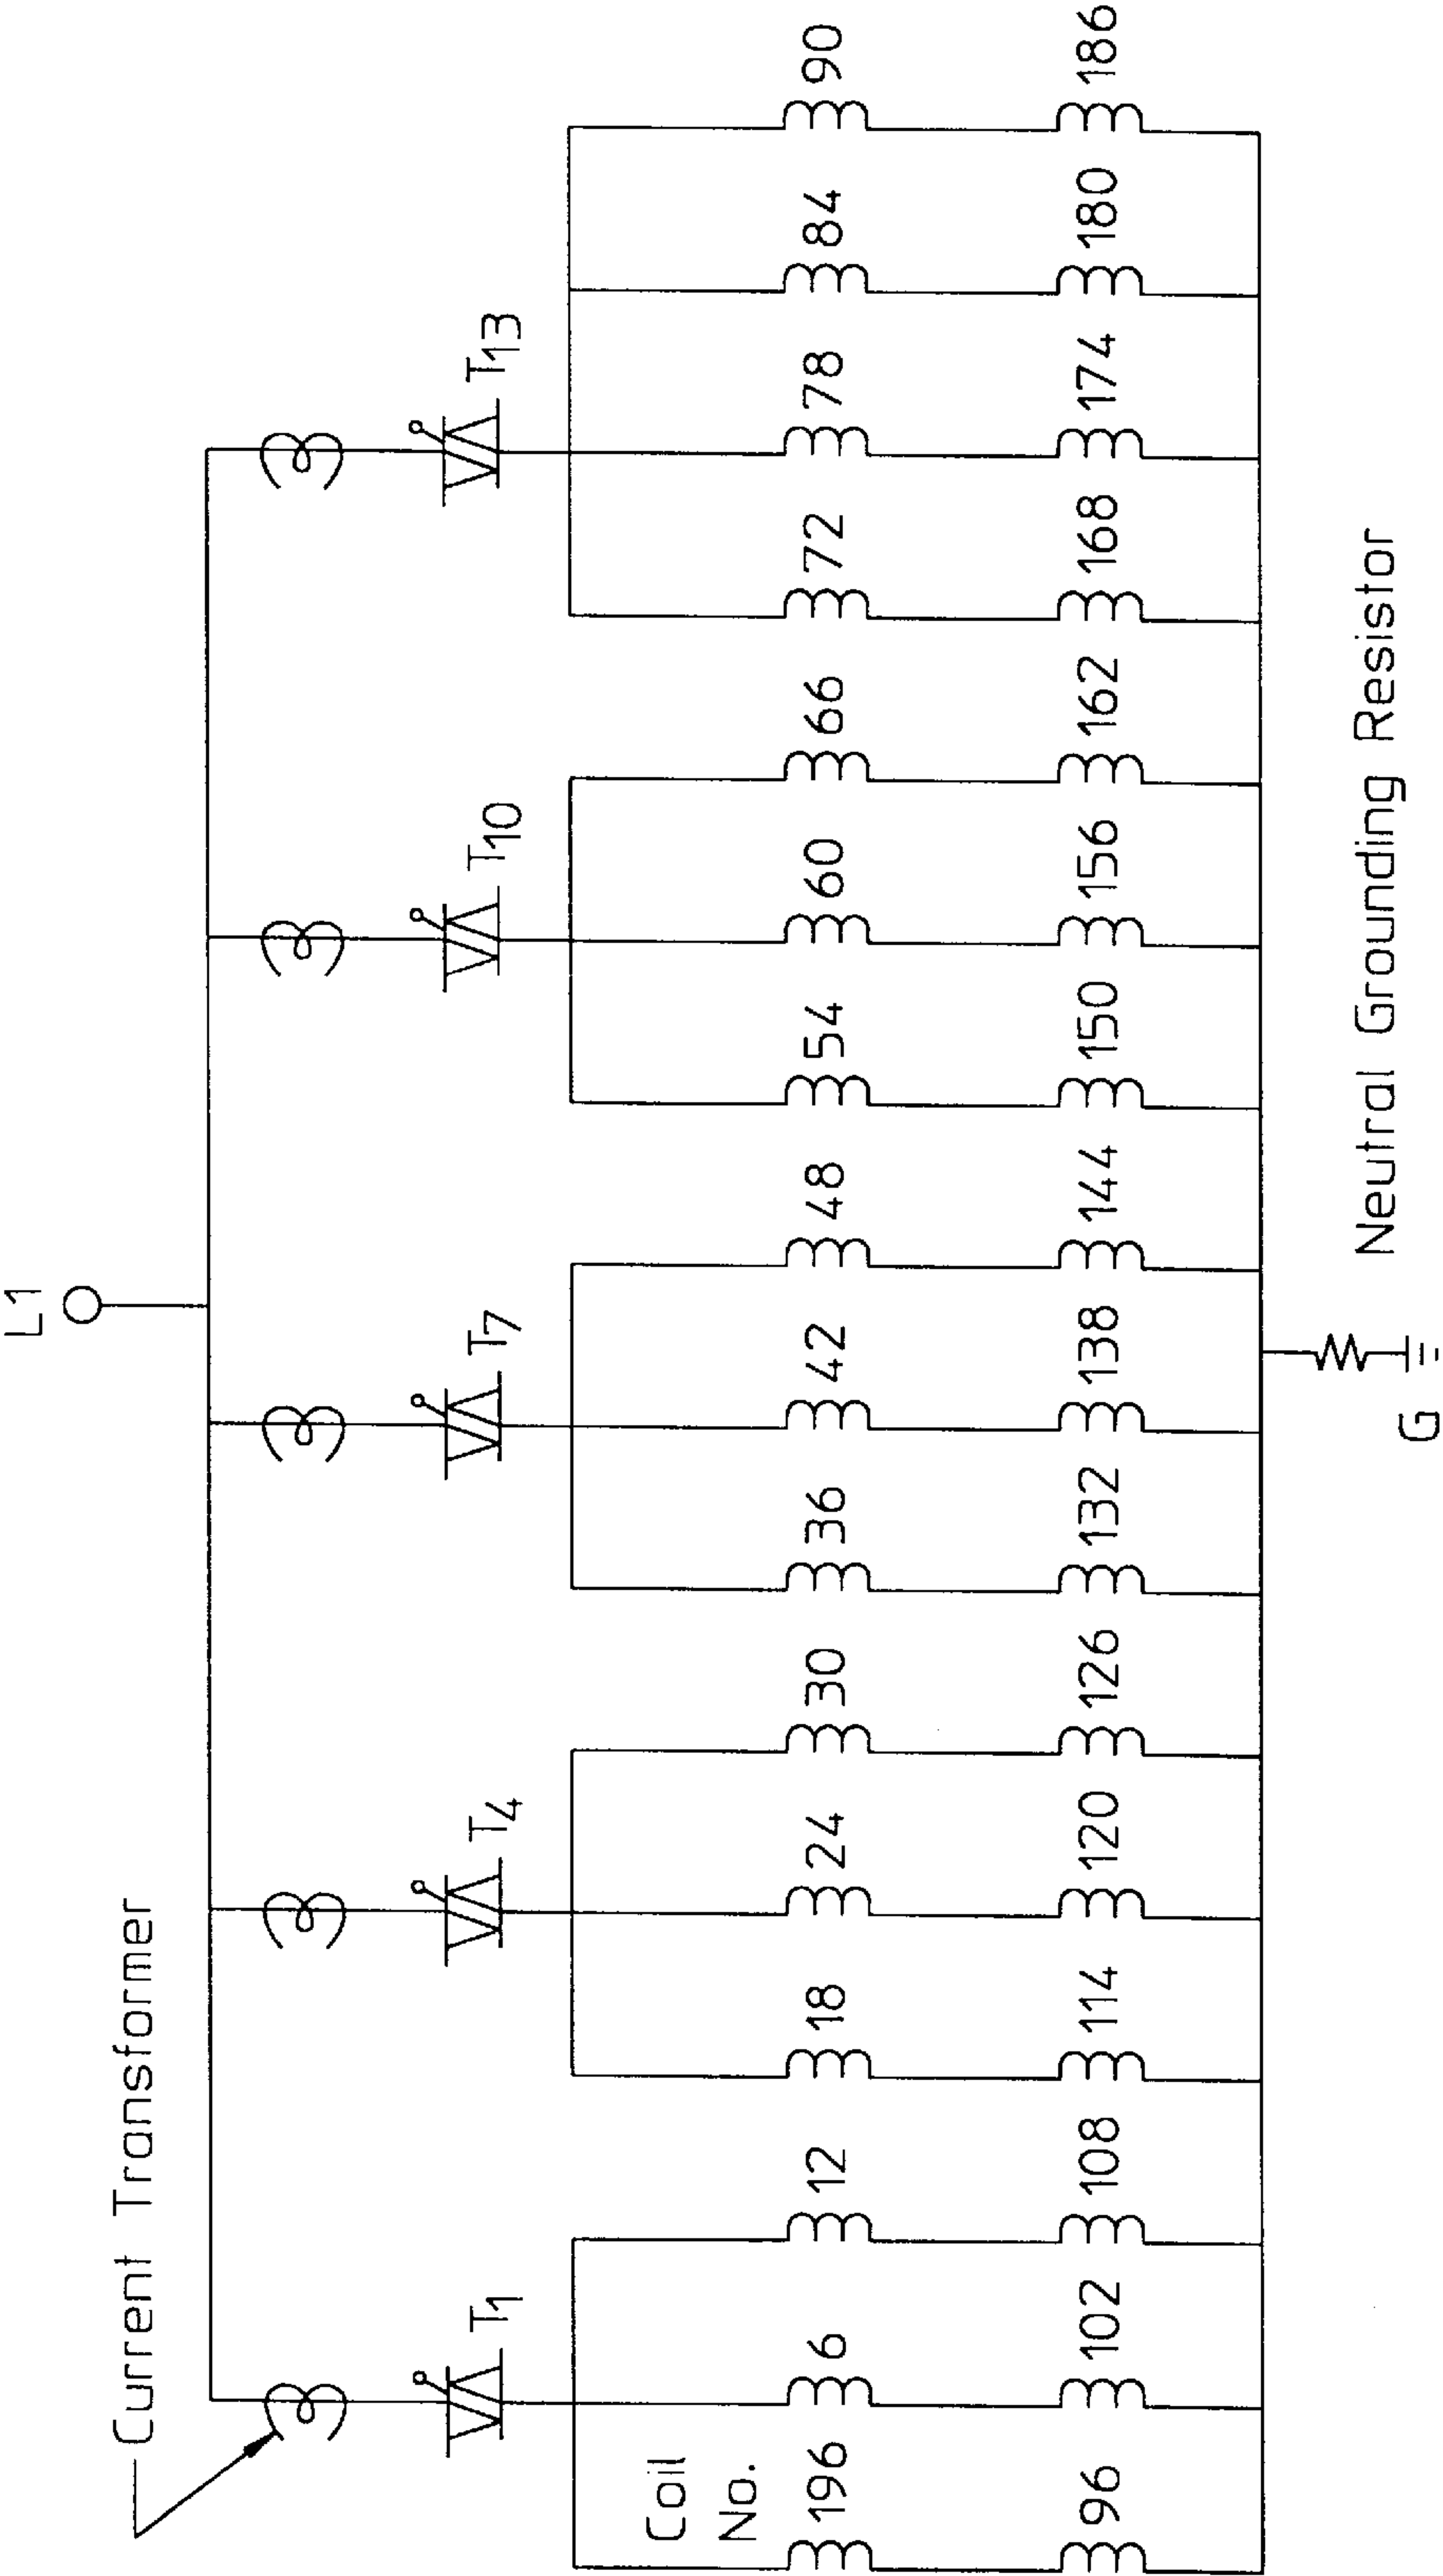 L1
Current Transformer
T1
T4
T7
T10
T13
Coil
No.
196
6
12
18
24
30
36
42
48
54
60
66
72
78
84
90
96
102
108
114
120
126
132
138
144
150
156
162
168
174
180
186
G
Neutral Grounding Resistor